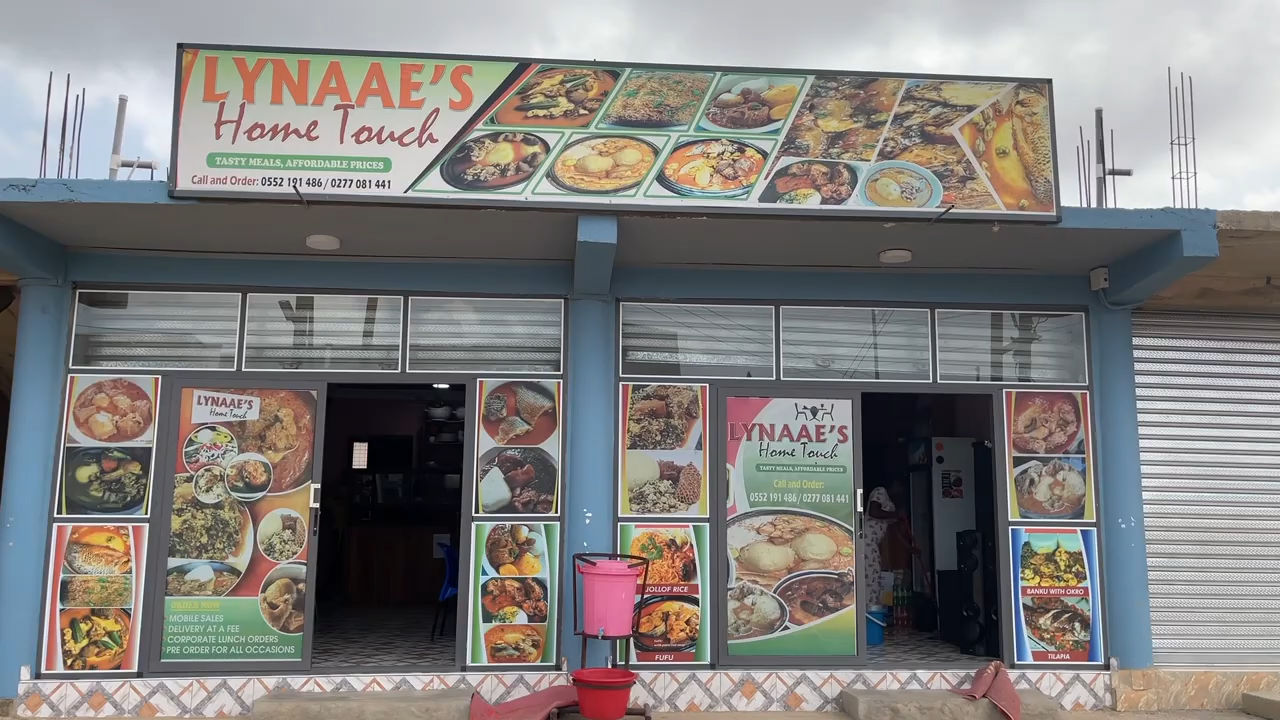 LYNAAE'S
Home Touch
TASTY MEALS, AFFORDABLE PRICES
Call and Order: 0552 191 486 / 0277 081 441
LYNAAE'S
Home Touch
ORDER NOW
MOBILE SALES
DELIVERY AT A FEE
CORPORATE LUNCH ORDERS
PRE ORDER FOR ALL OCCASIONS
JOLLOF RICE
FUFU
LYNAAE'S
Home Touch
TASTY MEALS, AFFORDABLE PRICES
Call and Order:
0552 191 486 / 0277 081 441
BANKU WITH OKRO
TILAPIA